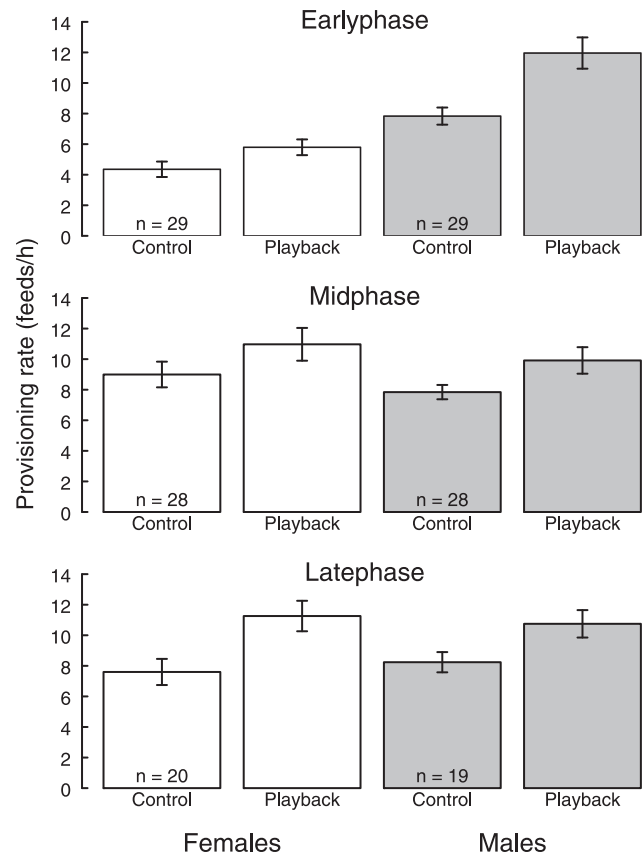 Earlyphase
Provisioning rate (feeds/h)
14
12
10
8
6
4
2
0
n = 29
n = 29
Control
Playback
Control
Playback
Midphase
14
12
10
8
6
4
2
0
n = 28
n = 28
Control
Playback
Control
Playback
Latephase
14
12
10
8
6
4
2
0
n = 20
n = 19
Control
Playback
Control
Playback
Females
Males